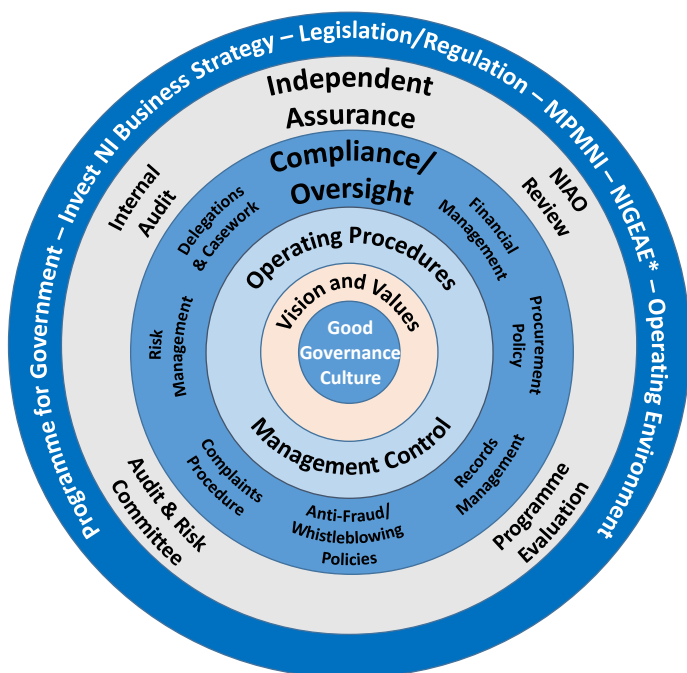 Programme for Government – Invest NI Business Strategy – Legislation/Regulation – MPMNI – NIGEAE* – Operating Environment
Independent
Assurance
Internal
Audit
NIAO
Review
Audit & Risk
Committee
Programme
Evaluation
Compliance/
Oversight
Delegations
& Casework
Financial
Management
Risk
Management
Procurement
Policy
Complaints
Procedure
Records
Management
Anti-Fraud/
Whistleblowing
Policies
Operating Procedures
Management Control
Vision and Values
Good
Governance
Culture